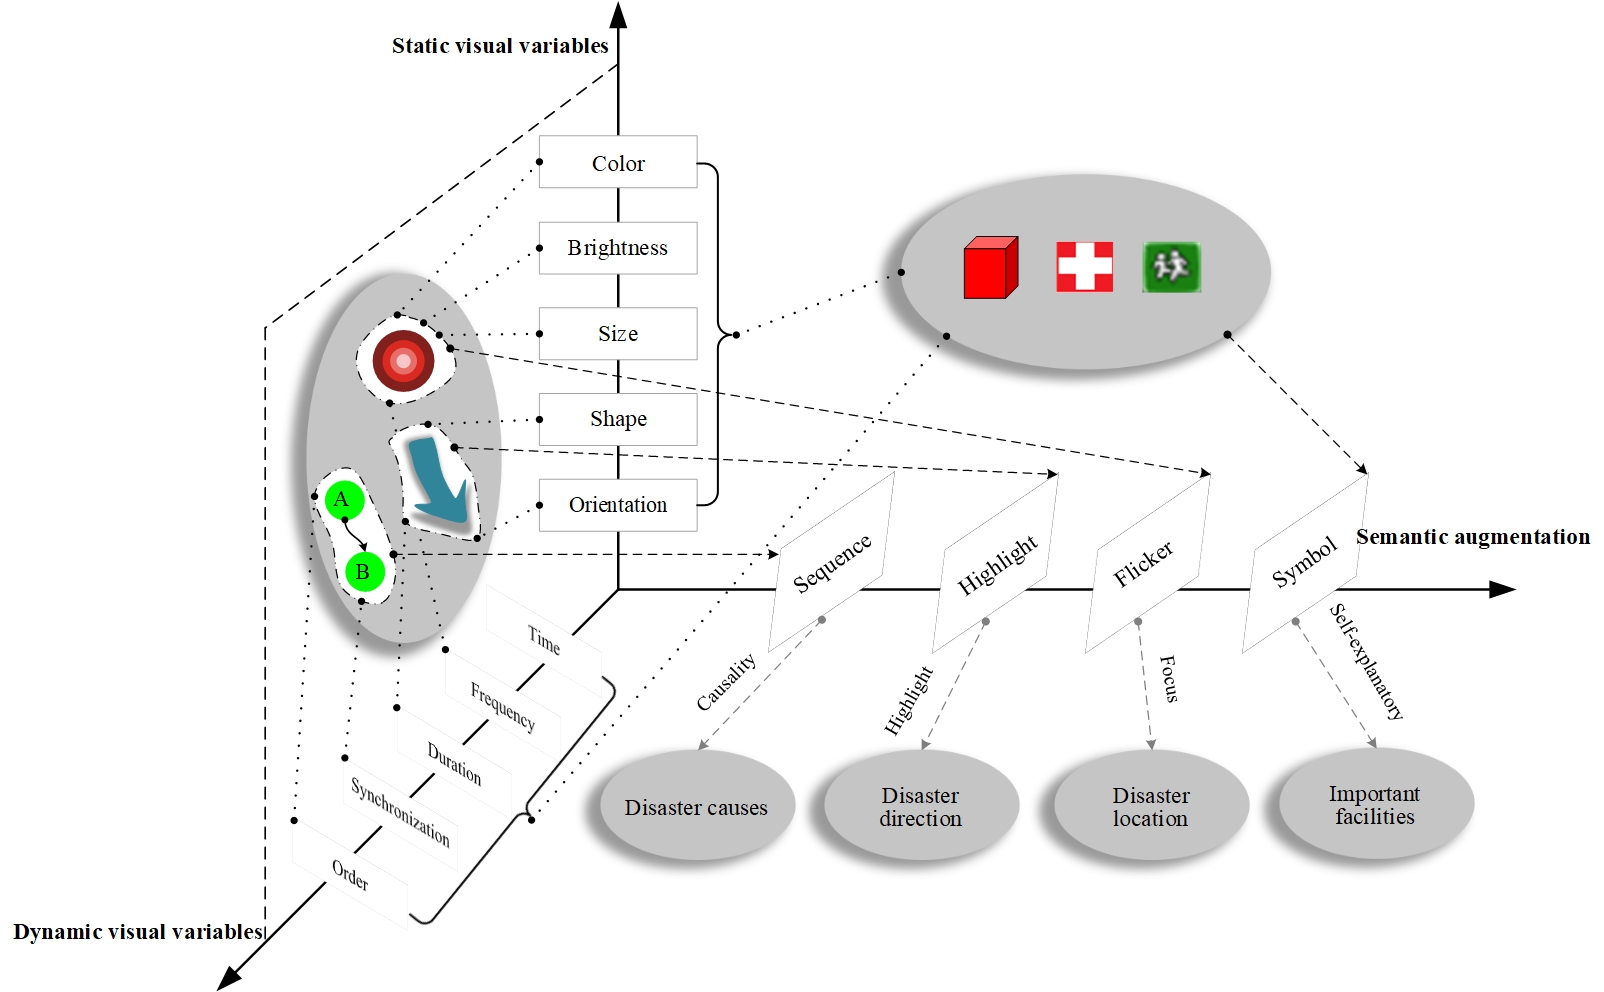 Static visual variables
Color
Brightness
Size
Shape
Orientation
A
B
Sequence
Highlight
Flicker
Symbol
Semantic augmentation
Time
Frequency
Duration
Synchronization
Order
Dynamic visual variables
Causality
Highlight
Focus
Self-explanatory
Disaster causes
Disaster
direction
Disaster
location
Important
facilities